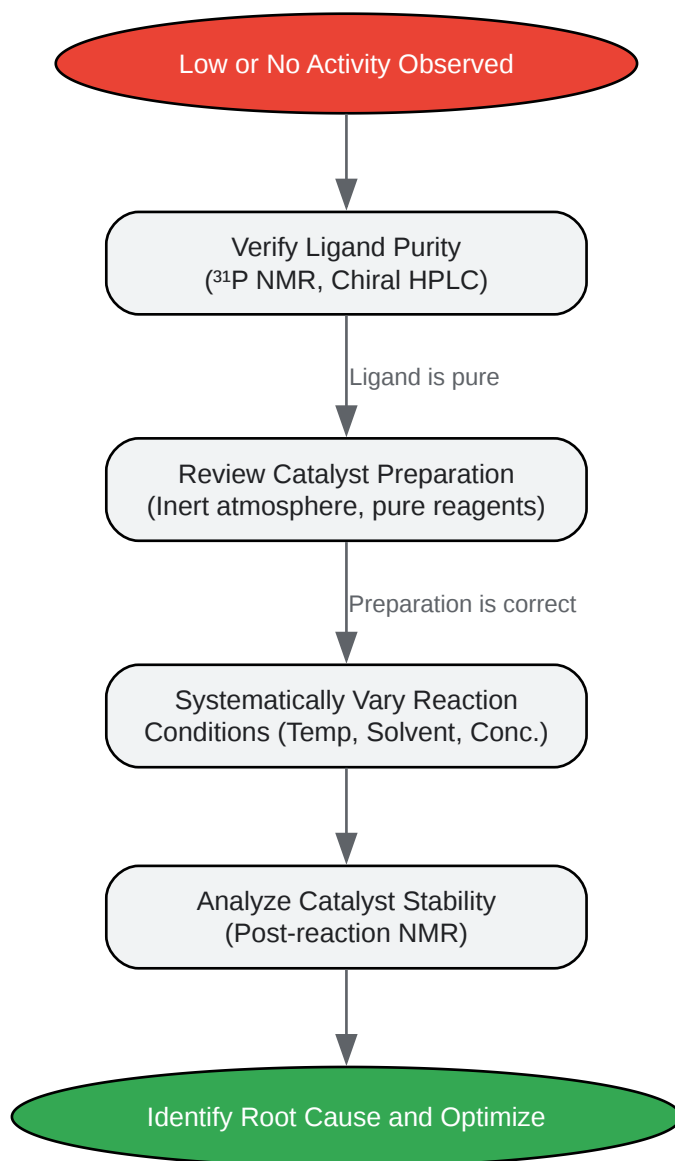 Low or No Activity Observed
Verify Ligand Purity
(³¹P NMR, Chiral HPLC)
Ligand is pure
Review Catalyst Preparation
(Inert atmosphere, pure reagents)
Preparation is correct
Systematically Vary Reaction
Conditions (Temp, Solvent, Conc.)
Analyze Catalyst Stability
(Post-reaction NMR)
Identify Root Cause and Optimize